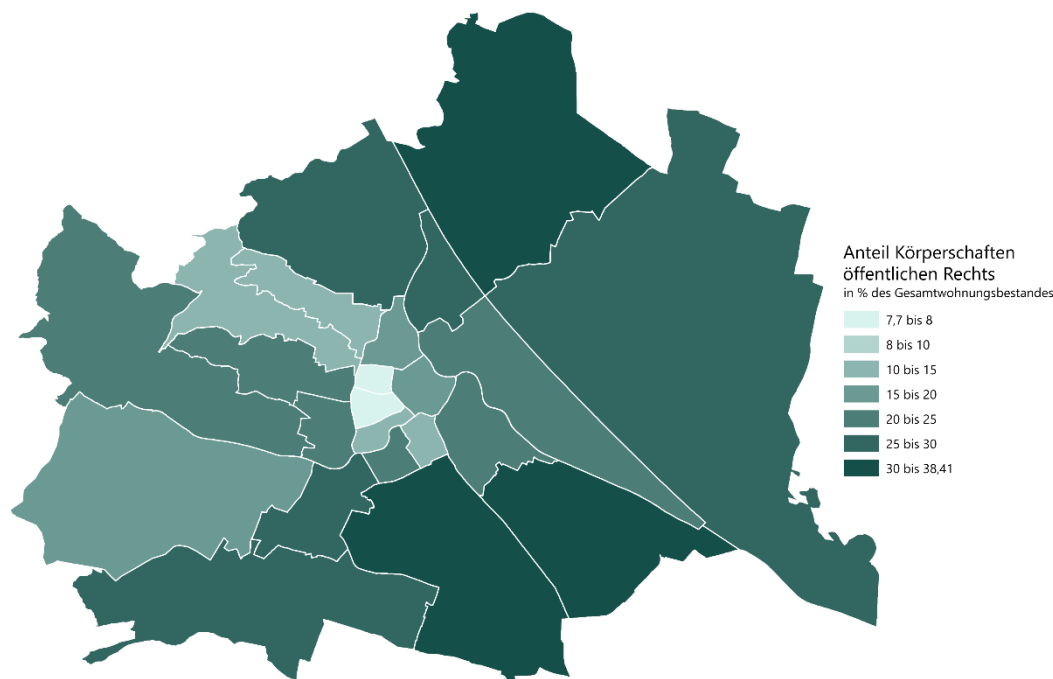 Anteil Körperschaften
öffentlichen Rechts
in % des Gesamtwohnungsbestandes
7,7 bis 8
8 bis 10
10 bis 15
15 bis 20
20 bis 25
25 bis 30
30 bis 38,41